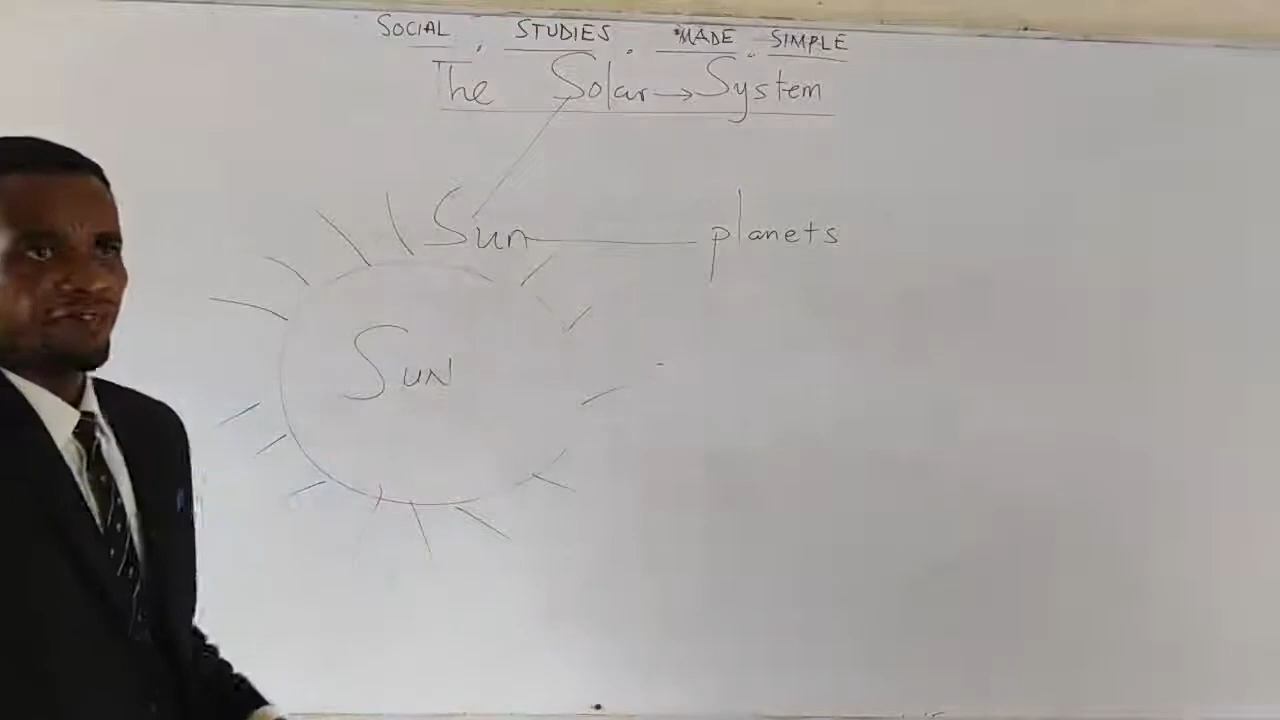 SOCIAL . STUDIES . MADE . SIMPLE
The Solar → System
Sun planets
SUN